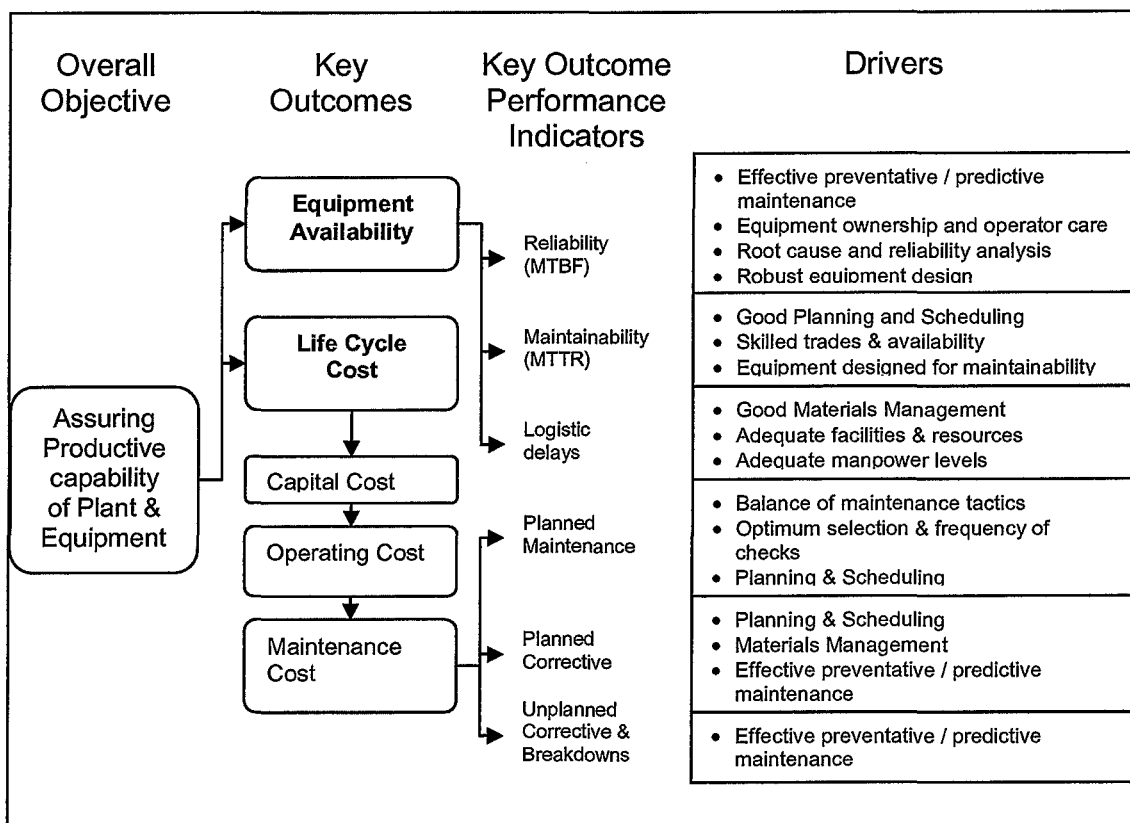 Overall
Objective
Key
Outcomes
Key Outcome
Performance
Indicators
Drivers
Assuring
Productive
capability
of Plant &
Equipment
Equipment
Availability
Life Cycle
Cost
Capital Cost
Operating Cost
Maintenance
Cost
Reliability
(MTBF)
Maintainability
(MTTR)
Logistic
delays
Planned
Maintenance
Planned
Corrective
Unplanned
Corrective &
Breakdowns
• Effective preventative / predictive
maintenance
• Equipment ownership and operator care
• Root cause and reliability analysis
• Robust equipment design
• Good Planning and Scheduling
• Skilled trades & availability
• Equipment designed for maintainability
• Good Materials Management
• Adequate facilities & resources
• Adequate manpower levels
• Balance of maintenance tactics
• Optimum selection & frequency of
checks
• Planning & Scheduling
• Planning & Scheduling
• Materials Management
• Effective preventative / predictive
maintenance
• Effective preventative / predictive
maintenance